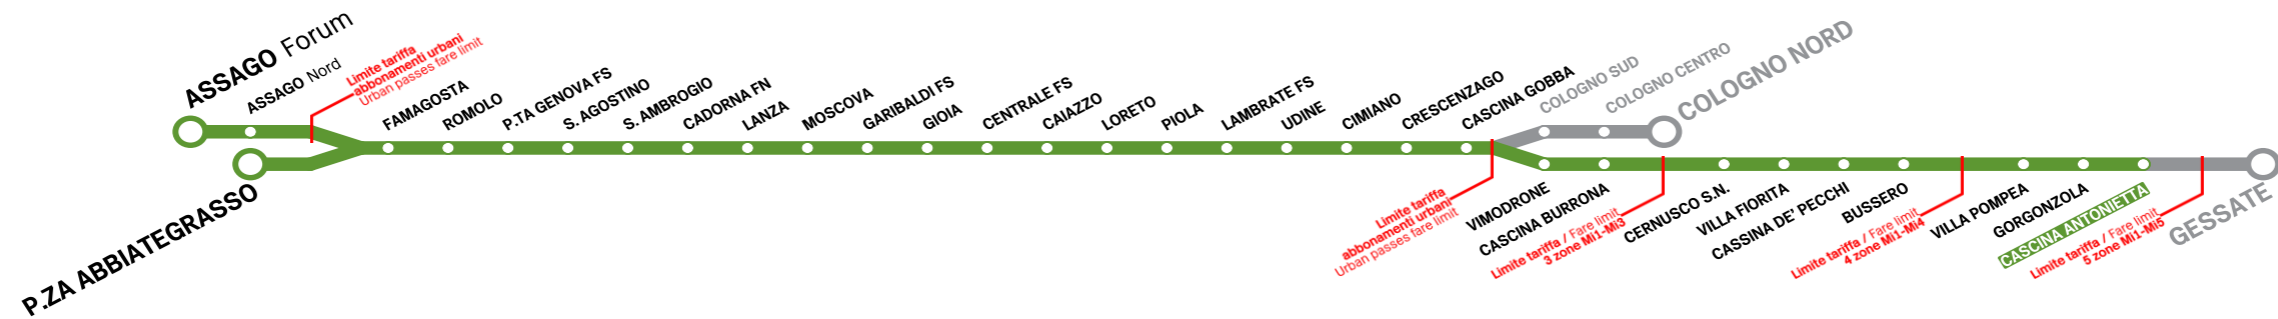 ASSAGO Forum
ASSAGO Nord
Limite tariffa
abbonamenti urbani
Urban passes fare limit
FAMAGOSTA
ROMOLO
P.TA GENOVA FS
S. AGOSTINO
S. AMBROGIO
CADORNA FN
LANZA
MOSCOVA
GARIBALDI FS
GIOIA
CENTRALE FS
CAIAZZO
LORETO
PIOLA
LAMBRATE FS
UDINE
CIMIANO
CRESCENZAGO
CASCINA GOBBA
COLOGNO SUD
COLOGNO CENTRO
COLOGNO NORD
P.ZA ABBIATEGRASSO
Limite tariffa
abbonamenti urbani
Urban passes fare limit
VIMODRONE
CASCINA BURRONA
Limite tariffa / Fare limit
3 zone Mi1-Mi3
CERNUSCO S.N.
VILLA FIORITA
CASSINA DE' PECCHI
BUSSERO
Limite tariffa / Fare limit
4 zone Mi1-Mi4
VILLA POMPEA
GORGONZOLA
CASCINA ANTONIETTA
Limite tariffa / Fare limit
5 zone Mi1-Mi5
GESSATE